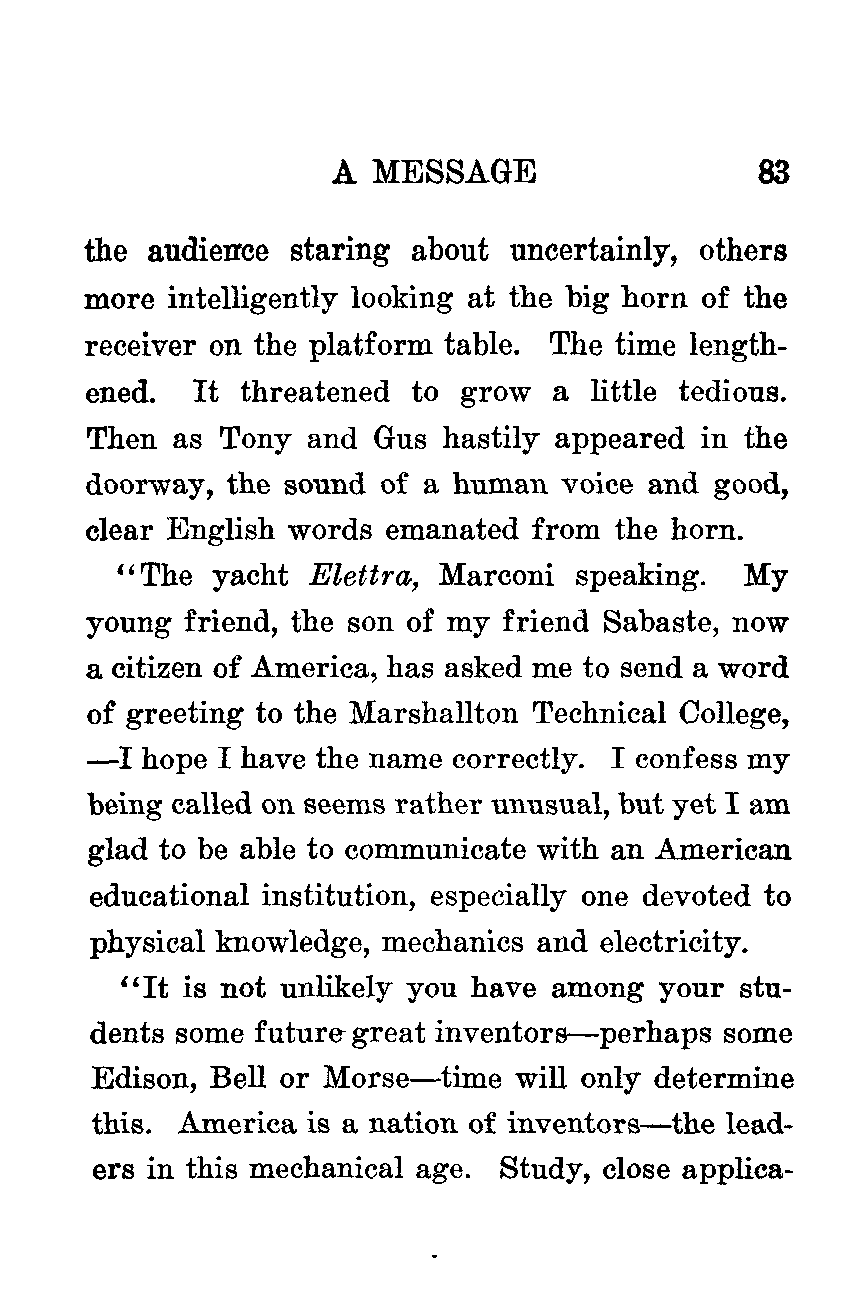 A MESSAGE 83
the audience staring about uncertainly, others
more intelligently looking at the big horn of the
receiver on the platform table. The time length-
ened. It threatened to grow a little tedious.
Then as Tony and Gus hastily appeared in the
doorway, the sound of a human voice and good,
clear English words emanated from the horn.
“The yacht Elettra, Marconi speaking. My
young friend, the son of my friend Sabaste, now
a citizen of America, has asked me to send a word
of greeting to the Marshallton Technical College,
—I hope I have the name correctly. I confess my
being called on seems rather unusual, but yet I am
glad to be able to communicate with an American
educational institution, especially one devoted to
physical knowledge, mechanics and electricity.
“It is not unlikely you have among your stu-
dents some future great inventors—perhaps some
Edison, Bell or Morse—time will only determine
this. America is a nation of inventors—the lead-
ers in this mechanical age. Study, close applica-